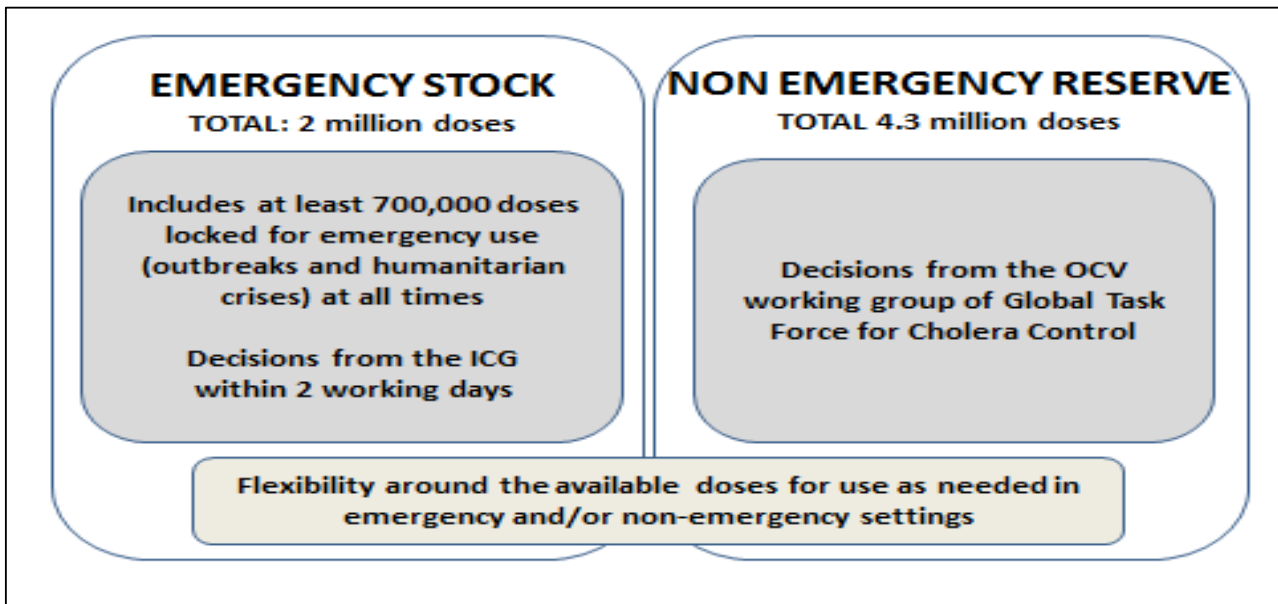 EMERGENCY STOCK
TOTAL: 2 million doses
Includes at least 700,000 doses
locked for emergency use
(outbreaks and humanitarian
crises) at all times
Decisions from the ICG
within 2 working days
NON EMERGENCY RESERVE
TOTAL 4.3 million doses
Decisions from the OCV
working group of Global Task
Force for Cholera Control
Flexibility around the available doses for use as needed in
emergency and/or non-emergency settings